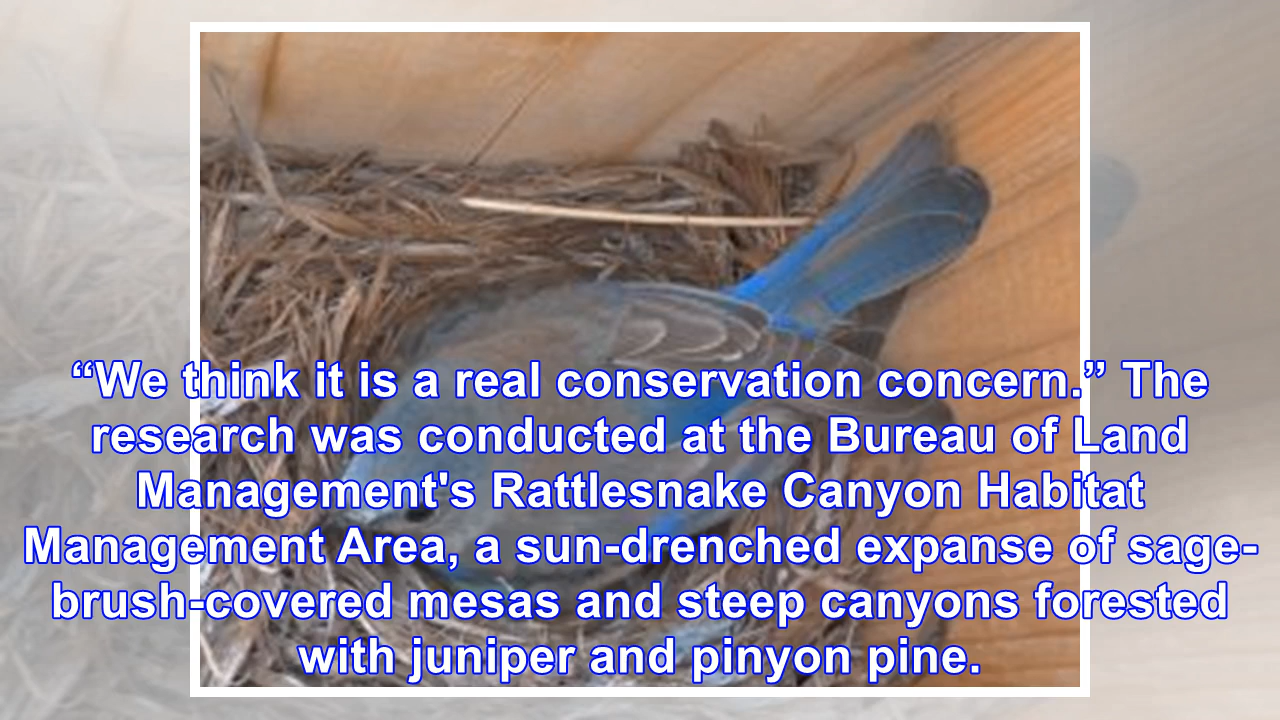 “We think it is a real conservation concern.” The
research was conducted at the Bureau of Land
Management's Rattlesnake Canyon Habitat
Management Area, a sun-drenched expanse of sage-
brush-covered mesas and steep canyons forested
with juniper and pinyon pine.